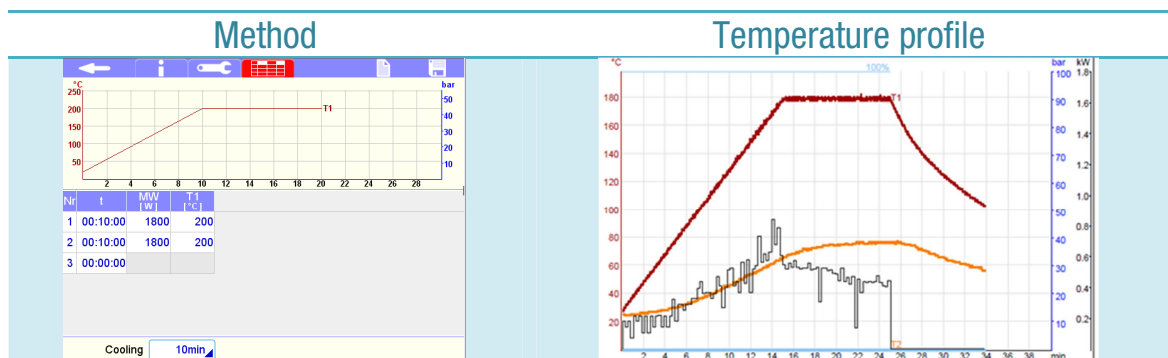 Method
Temperature profile
°C
bar
250
200
150
100
50
50
40
30
20
10
T1
2 4 6 8 10 12 14 16 18 20 22 24 26 28
Nr t MW [W] T1 [°C]
1 00:10:00 1800 200
2 00:10:00 1800 200
3 00:00:00
Cooling 10min
°C
100%
bar
kW
180
160
140
120
100
80
60
40
20
100
90
80
70
60
50
40
30
20
10
1.8
1.6
1.4
1.2
1.0
0.8
0.6
0.4
0.2
T1
T2
2 4 6 8 10 12 14 16 18 20 22 24 26 28 30 32 34 36 38 min